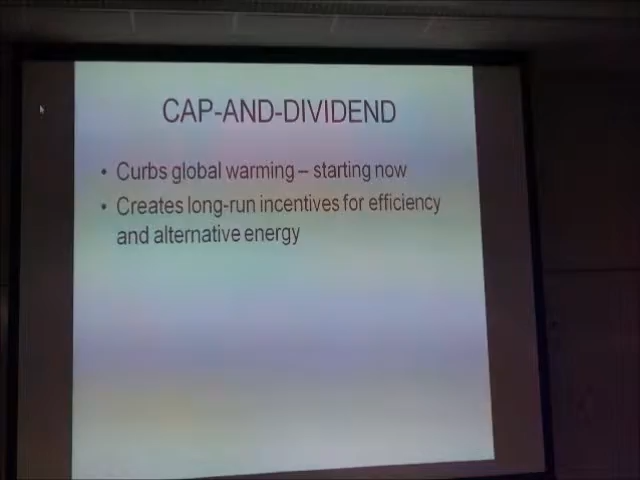 CAP-AND-DIVIDEND
• Curbs global warming – starting now
• Creates long-run incentives for efficiency
and alternative energy